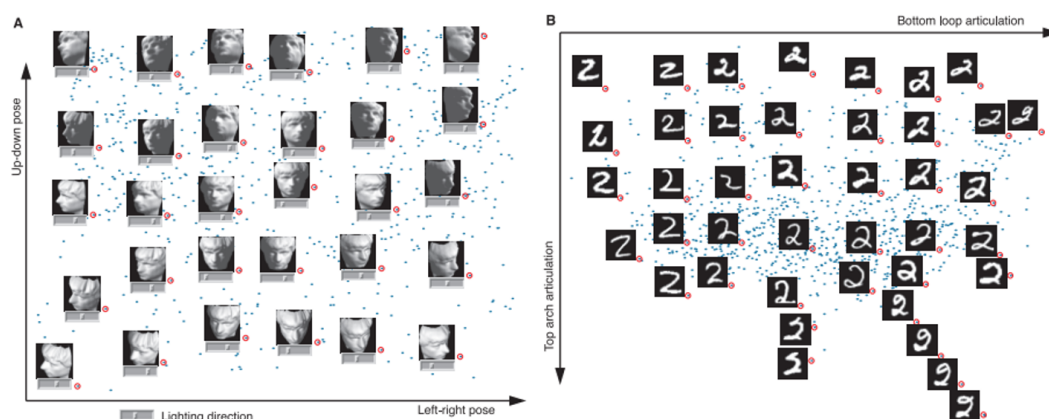 A
Up-down pose
Lighting direction
Left-right pose
B
Bottom loop articulation
Top arch articulation